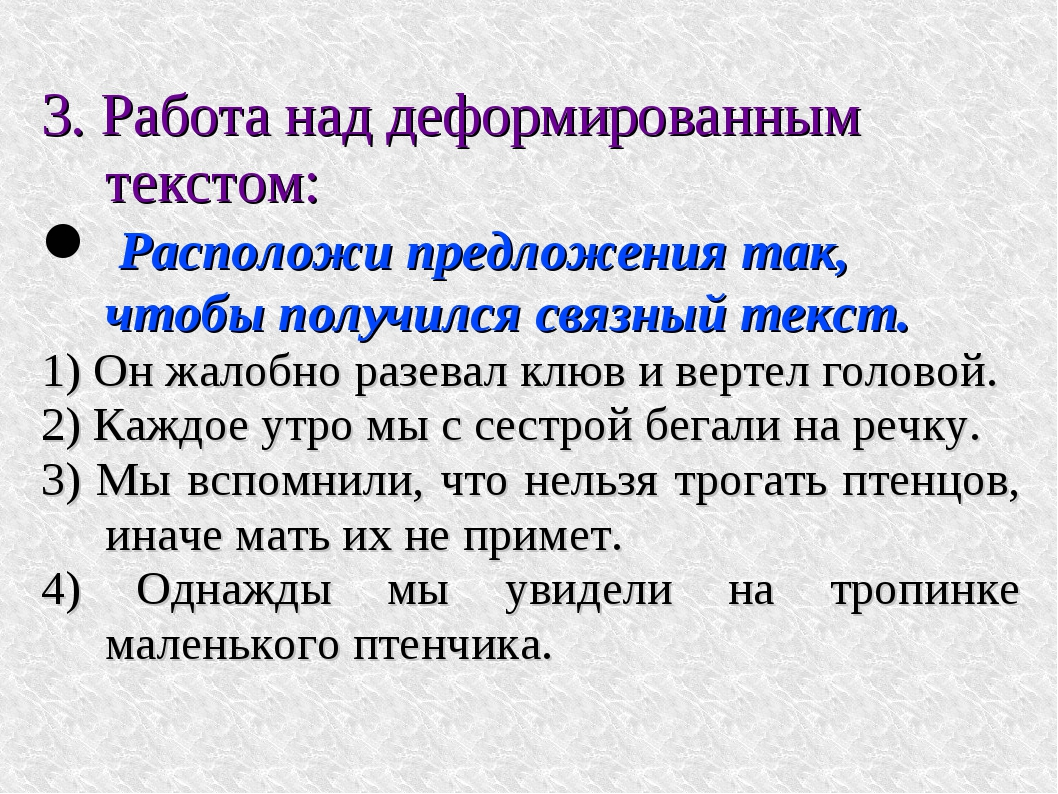 3. Работа над деформированным
текстом:
● Расположи предложения так,
чтобы получился связный текст.
1) Он жалобно разевал клюв и вертел головой.
2) Каждое утро мы с сестрой бегали на речку.
3) Мы вспомнили, что нельзя трогать птенцов,
иначе мать их не примет.
4) Однажды мы увидели на тропинке
маленького птенчика.